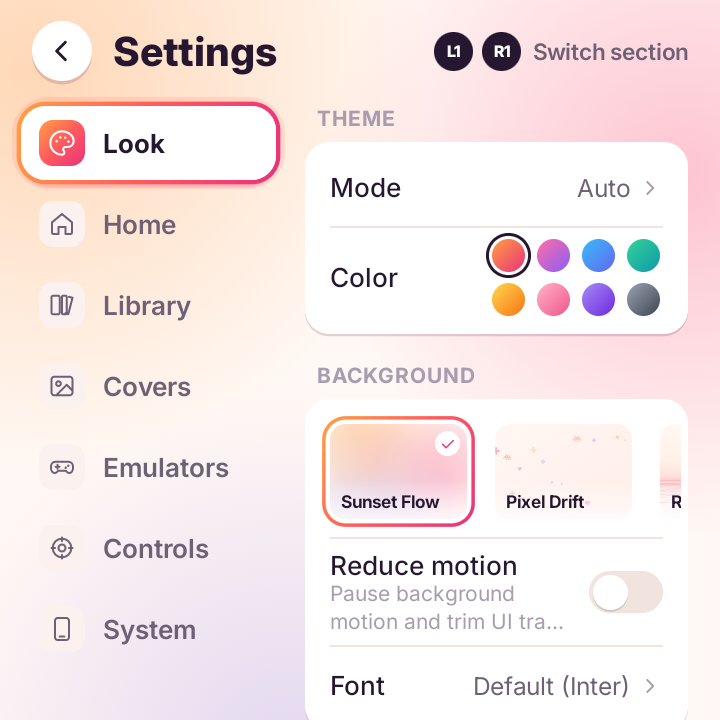 Settings
L1 R1 Switch section
Look
Home
Library
Covers
Emulators
Controls
System
THEME
Mode Auto
Color
BACKGROUND
Sunset Flow
Pixel Drift
R
Reduce motion
Pause background
motion and trim UI tra...
Font Default (Inter)